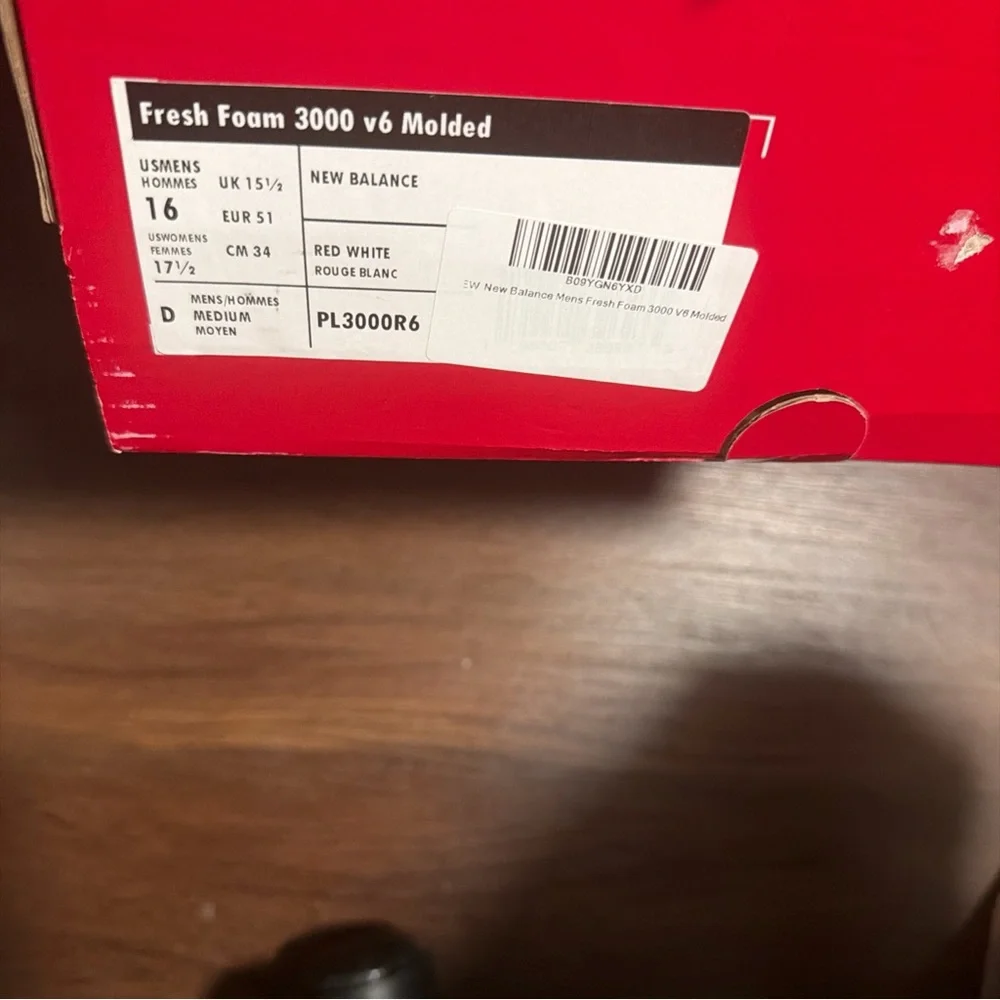 Fresh Foam 3000 v6 Molded
USMENS
HOMMES
16
UK 15½
EUR 51
USWOMENS
FEMMES
17½
CM 34
D
MENS/HOMMES
MEDIUM
MOYEN
NEW BALANCE
RED WHITE
ROUGE BLANC
PL3000R6
B09YGN6YXD
EW New Balance Mens Fresh Foam 3000 V6 Molded